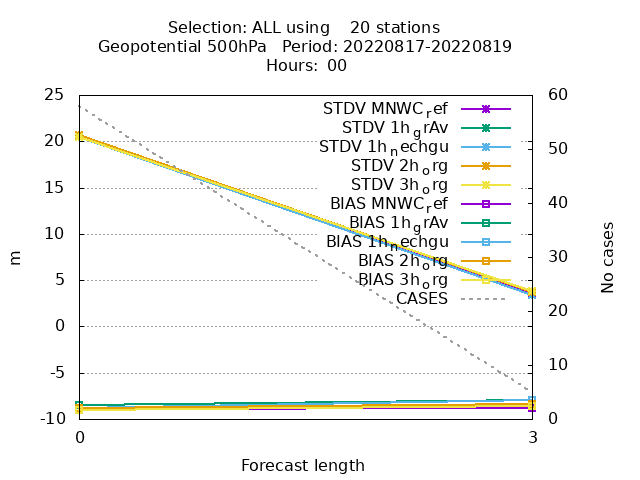 Selection: ALL using    20 stations
Geopotential 500hPa   Period: 20220817-20220819
Hours: 00
25
20
15
10
5
0
-5
-10
m
60
50
40
30
20
10
0
No cases
STDV MNWC_ref
STDV 1h_grAv
STDV 1h_nechgu
STDV 2h_org
STDV 3h_org
BIAS MNWC_ref
BIAS 1h_grAv
BIAS 1h_nechgu
BIAS 2h_org
BIAS 3h_org
CASES
0
3
Forecast length